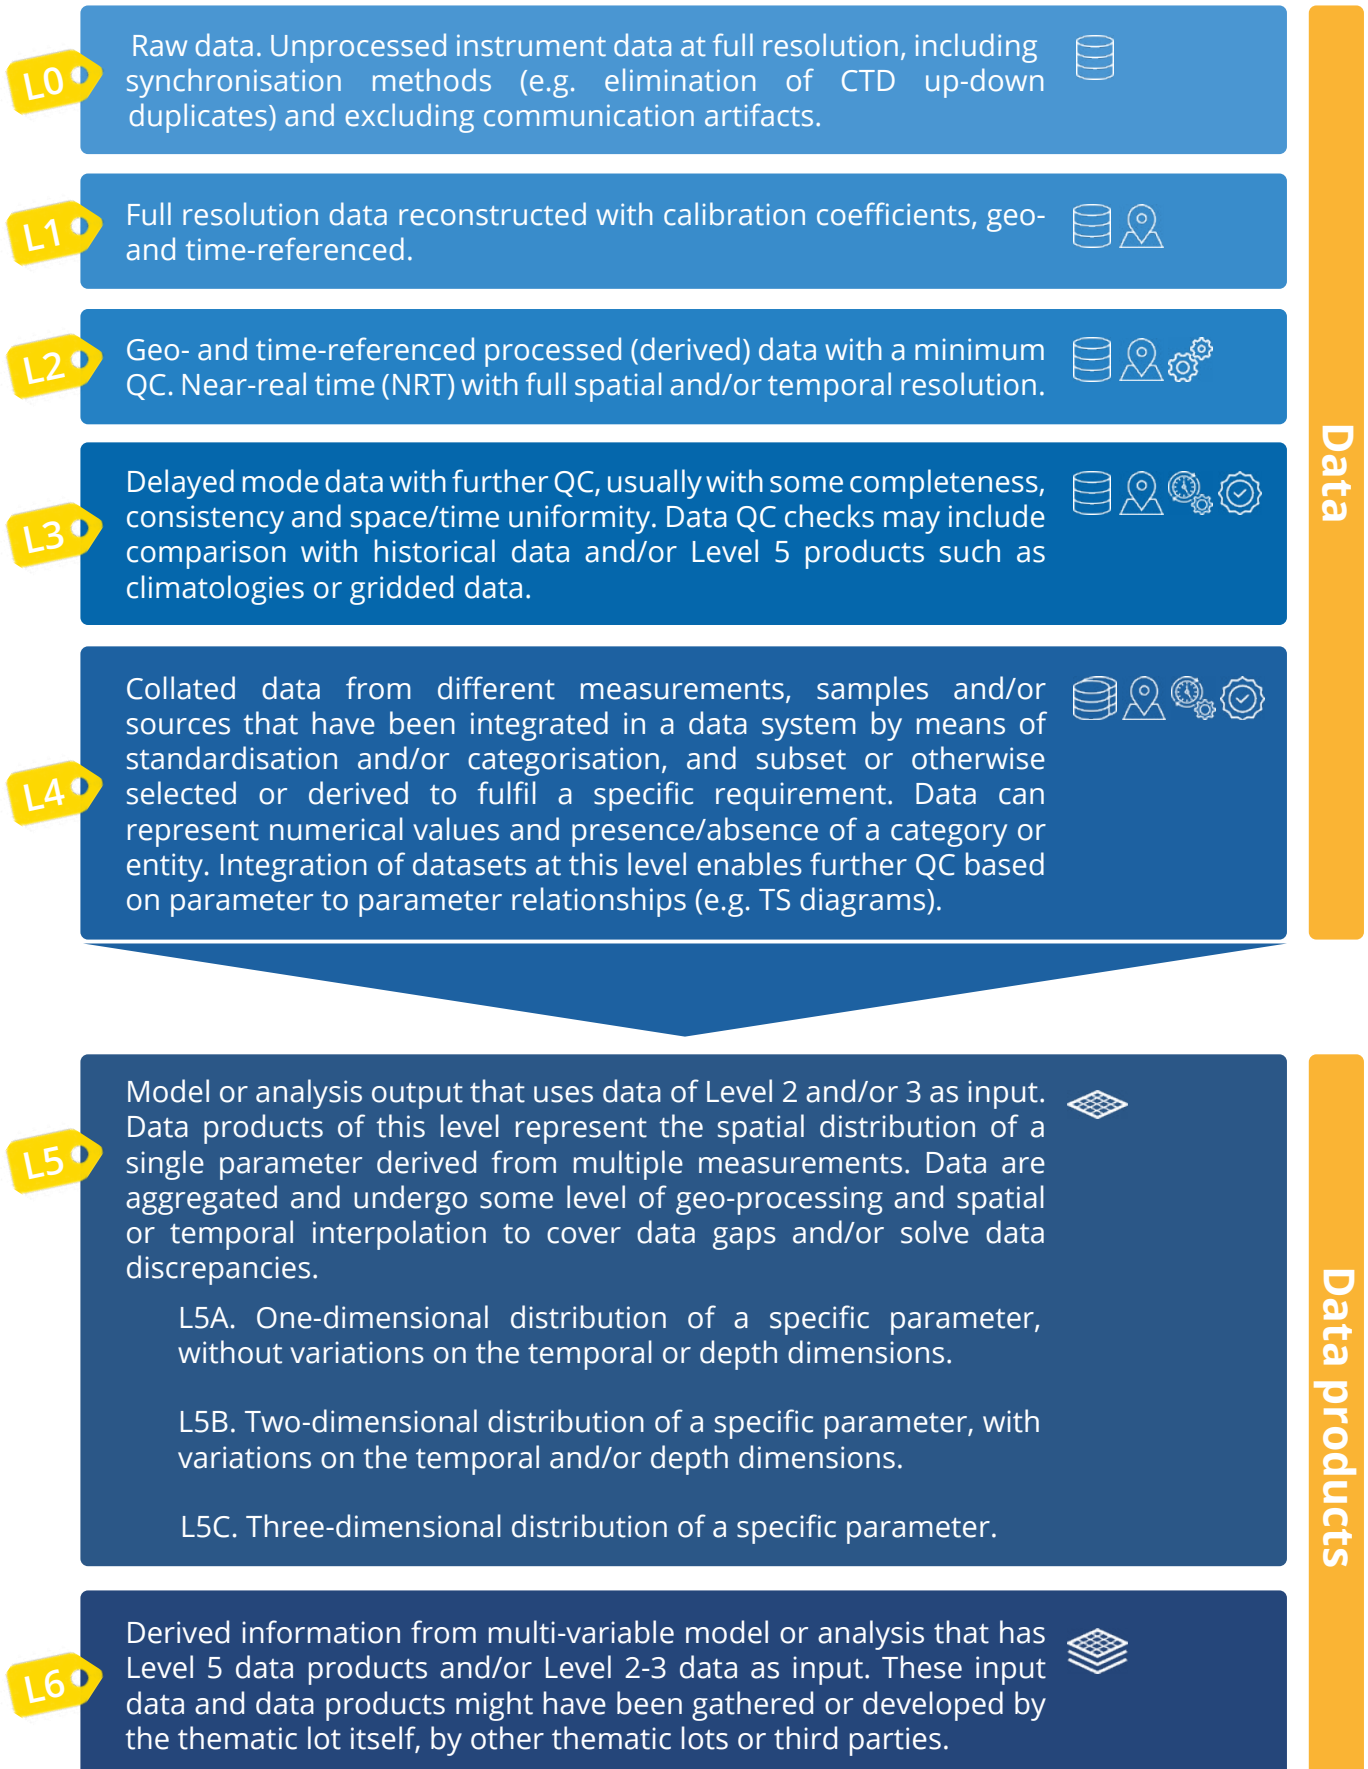 L0
Raw data. Unprocessed instrument data at full resolution, including
synchronisation methods (e.g. elimination of CTD up-down
duplicates) and excluding communication artifacts.
L1
Full resolution data reconstructed with calibration coefficients, geo-
and time-referenced.
L2
Geo- and time-referenced processed (derived) data with a minimum
QC. Near-real time (NRT) with full spatial and/or temporal resolution.
L3
Delayed mode data with further QC, usually with some completeness,
consistency and space/time uniformity. Data QC checks may include
comparison with historical data and/or Level 5 products such as
climatologies or gridded data.
L4
Collated data from different measurements, samples and/or
sources that have been integrated in a data system by means of
standardisation and/or categorisation, and subset or otherwise
selected or derived to fulfil a specific requirement. Data can
represent numerical values and presence/absence of a category or
entity. Integration of datasets at this level enables further QC based
on parameter to parameter relationships (e.g. TS diagrams).
Data
L5
Model or analysis output that uses data of Level 2 and/or 3 as input.
Data products of this level represent the spatial distribution of a
single parameter derived from multiple measurements. Data are
aggregated and undergo some level of geo-processing and spatial
or temporal interpolation to cover data gaps and/or solve data
discrepancies.
L5A. One-dimensional distribution of a specific parameter,
without variations on the temporal or depth dimensions.
L5B. Two-dimensional distribution of a specific parameter, with
variations on the temporal and/or depth dimensions.
L5C. Three-dimensional distribution of a specific parameter.
L6
Derived information from multi-variable model or analysis that has
Level 5 data products and/or Level 2-3 data as input. These input
data and data products might have been gathered or developed by
the thematic lot itself, by other thematic lots or third parties.
Data products